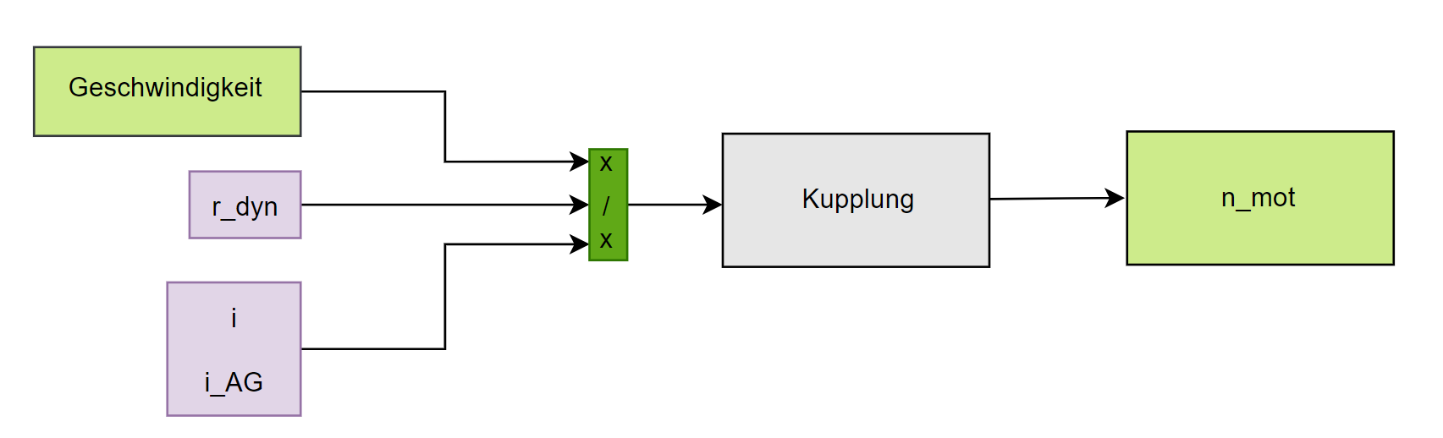 Geschwindigkeit
r_dyn
i
i_AG
x
/
x
Kupplung
n_mot